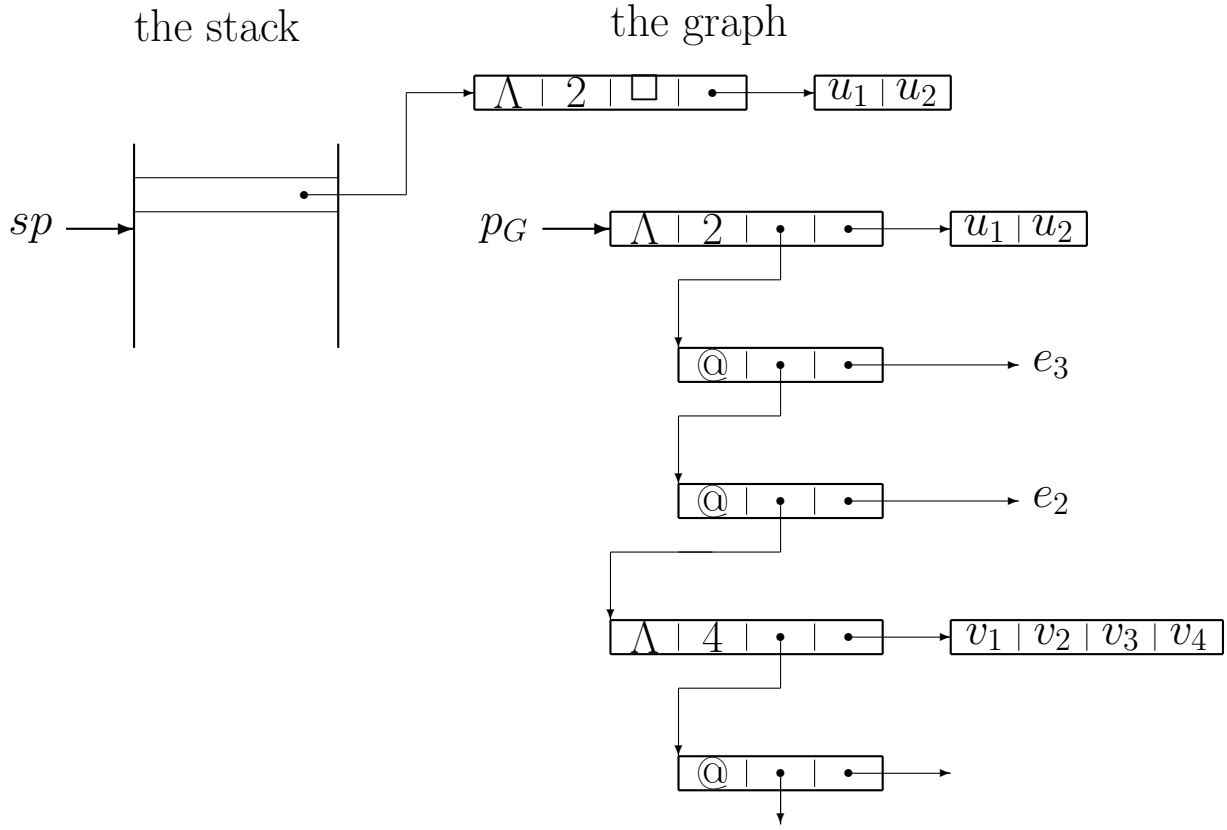 the stack the graph
Λ | 2 | □ | u₁ | u₂
sp p_G Λ | 2 | | u₁ | u₂
@ | | e₃
@ | | e₂
Λ | 4 | | v₁ | v₂ | v₃ | v₄
@ | |